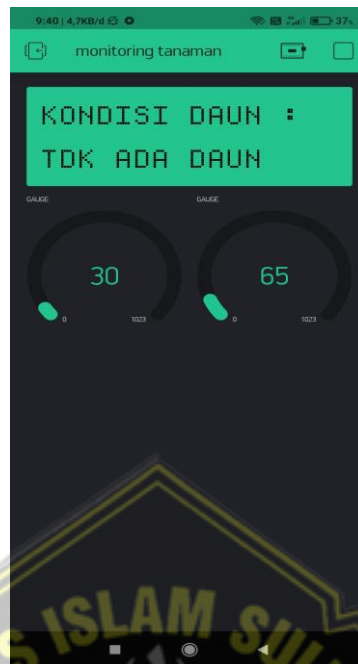 9:40 | 4,7KB/d
37%
monitoring tanaman
KONDISI DAUN :
TDK ADA DAUN
GAUGE
GAUGE
30
65
0
1023
0
1023
ISLAM